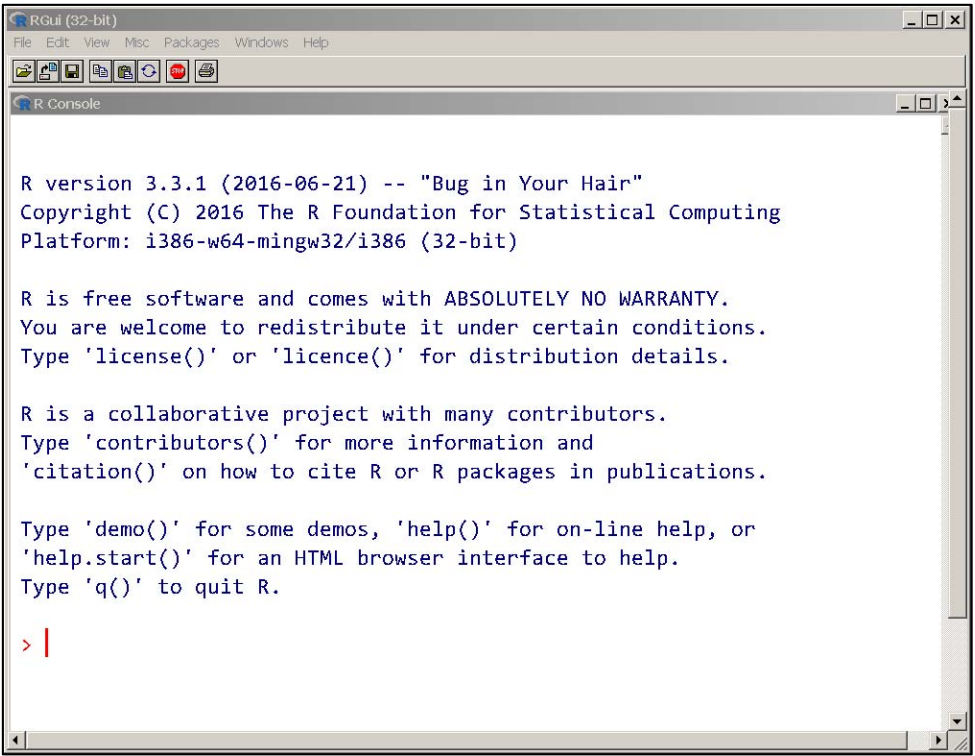 RGui (32-bit)
File Edit View Misc Packages Windows Help
STOP
R Console
R version 3.3.1 (2016-06-21) -- "Bug in Your Hair"
Copyright (C) 2016 The R Foundation for Statistical Computing
Platform: i386-w64-mingw32/i386 (32-bit)
R is free software and comes with ABSOLUTELY NO WARRANTY.
You are welcome to redistribute it under certain conditions.
Type 'license()' or 'licence()' for distribution details.
R is a collaborative project with many contributors.
Type 'contributors()' for more information and
'citation()' on how to cite R or R packages in publications.
Type 'demo()' for some demos, 'help()' for on-line help, or
'help.start()' for an HTML browser interface to help.
Type 'q()' to quit R.
>